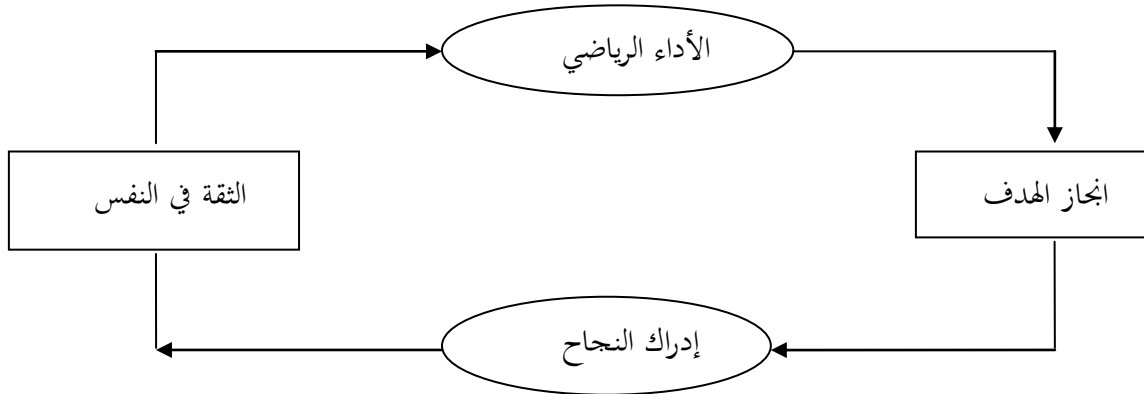 الأداء الرياضي
انجاز الهدف
الثقة في النفس
إدراك النجاح